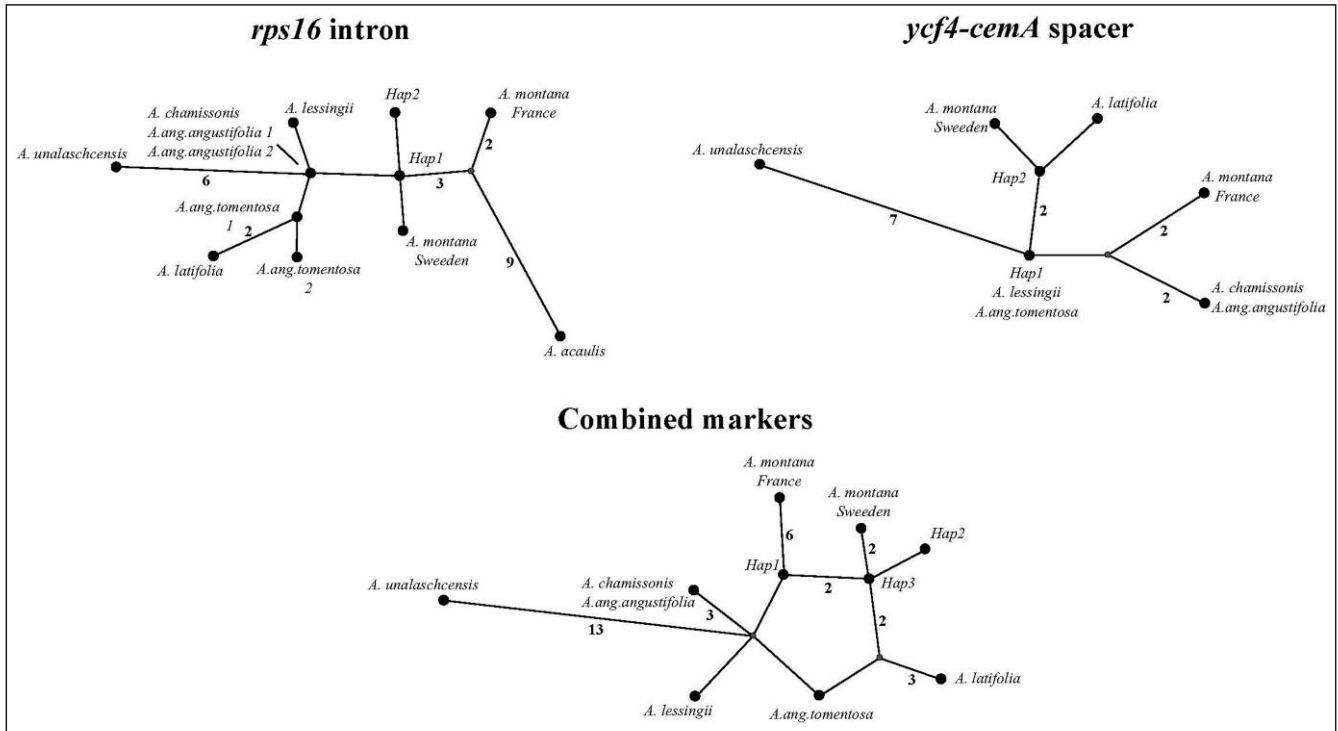 rps16 intron
A. chamissonis
A.ang.angustifolia 1
A.ang.angustifolia 2
A. lessingii
Hap2
A. montana
France
A. unalaschcensis
6
Hap1
2
3
A.ang.tomentosa
1
2
A. latifolia
A.ang.tomentosa
2
A. montana
Sweeden
9
A. acaulis
ycf4-cemA spacer
A. montana
Sweeden
A. latifolia
A. unalaschcensis
Hap2
A. montana
France
7
2
2
Hap1
A. lessingii
A.ang.tomentosa
2
A. chamissonis
A.ang.angustifolia
Combined markers
A. montana
France
A. montana
Sweeden
6
2
Hap2
Hap1
2
Hap3
A. unalaschcensis
A. chamissonis
A.ang.angustifolia
3
13
2
3
A. latifolia
A. lessingii
A.ang.tomentosa